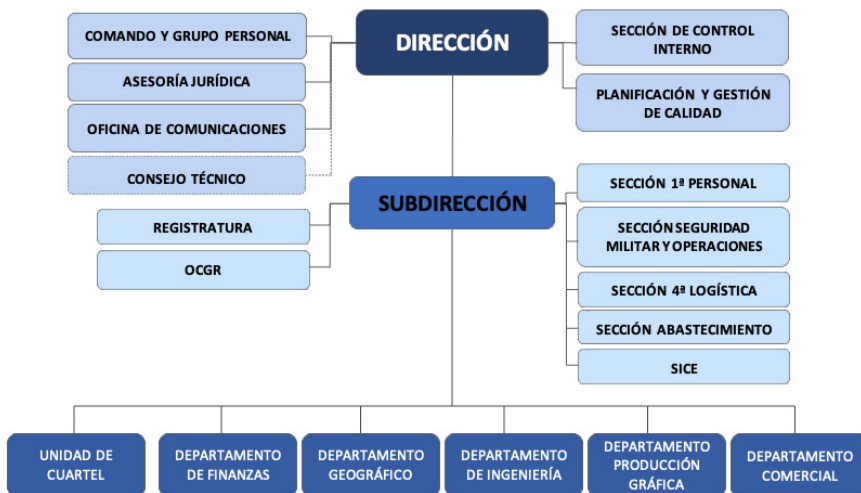 DIRECCIÓN
COMANDO Y GRUPO PERSONAL
ASESORÍA JURÍDICA
OFICINA DE COMUNICACIONES
CONSEJO TÉCNICO
SECCIÓN DE CONTROL
INTERNO
PLANIFICACIÓN Y GESTIÓN
DE CALIDAD
SUBDIRECCIÓN
REGISTRATURA
OCGR
SECCIÓN 1ª PERSONAL
SECCIÓN SEGURIDAD
MILITAR Y OPERACIONES
SECCIÓN 4ª LOGÍSTICA
SECCIÓN ABASTECIMIENTO
SICE
UNIDAD DE
CUARTEL
DEPARTAMENTO
DE FINANZAS
DEPARTAMENTO
GEOGRÁFICO
DEPARTAMENTO
DE INGENIERÍA
DEPARTAMENTO
PRODUCCIÓN
GRÁFICA
DEPARTAMENTO
COMERCIAL